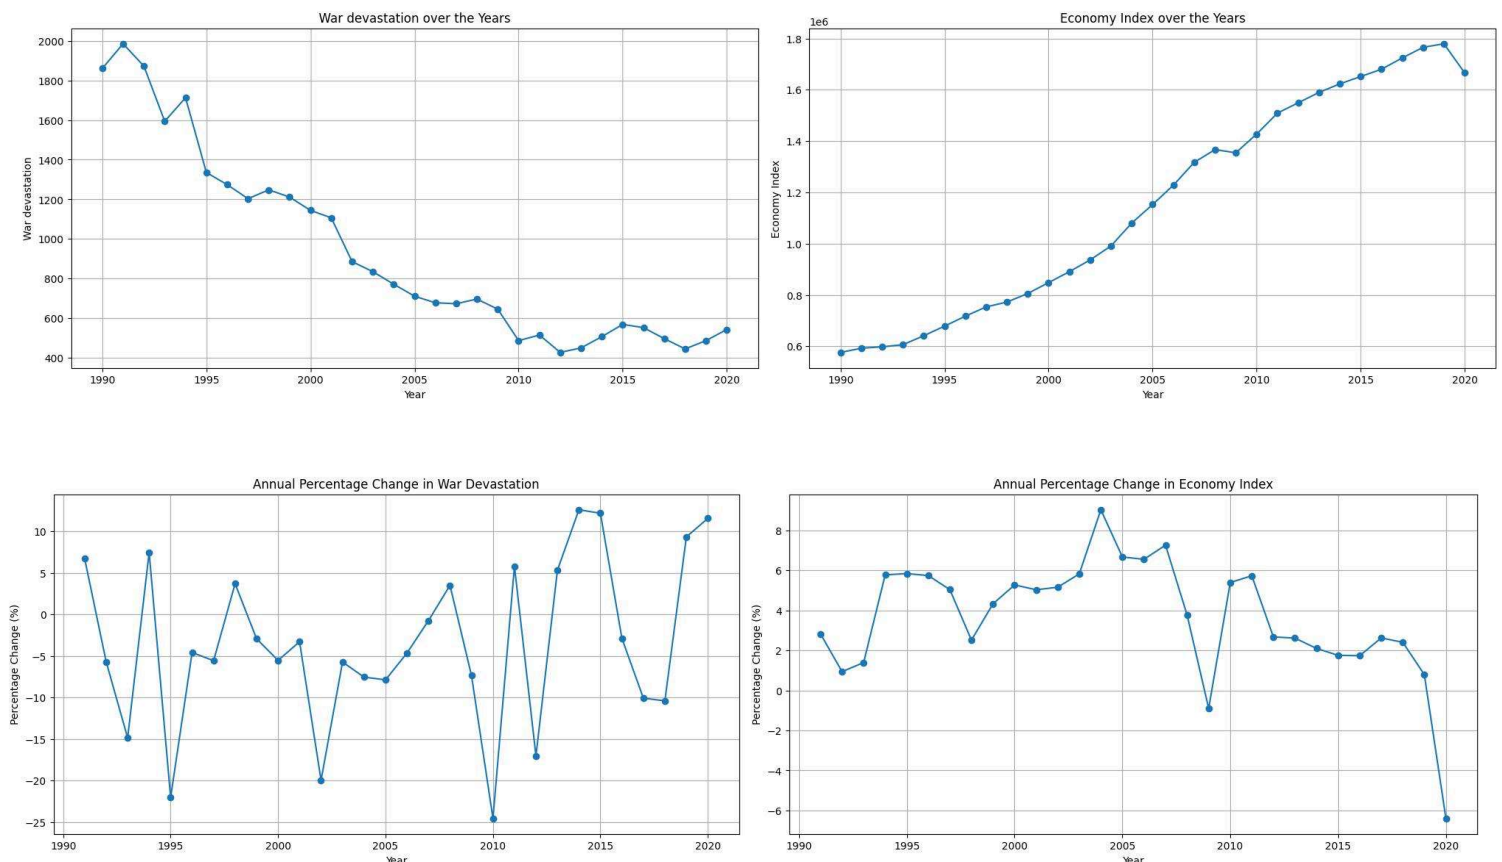 War devastation over the Years
2000
1800
1600
1400
1200
1000
800
600
400
War devastation
1990 1995 2000 2005 2010 2015 2020
Year
Economy Index over the Years
1e6
1.8
1.6
1.4
1.2
1.0
0.8
0.6
Economy Index
1990 1995 2000 2005 2010 2015 2020
Year
Annual Percentage Change in War Devastation
10
5
0
−5
−10
−15
−20
−25
Percentage Change (%)
1990 1995 2000 2005 2010 2015 2020
Year
Annual Percentage Change in Economy Index
8
6
4
2
0
−2
−4
−6
Percentage Change (%)
1990 1995 2000 2005 2010 2015 2020
Year